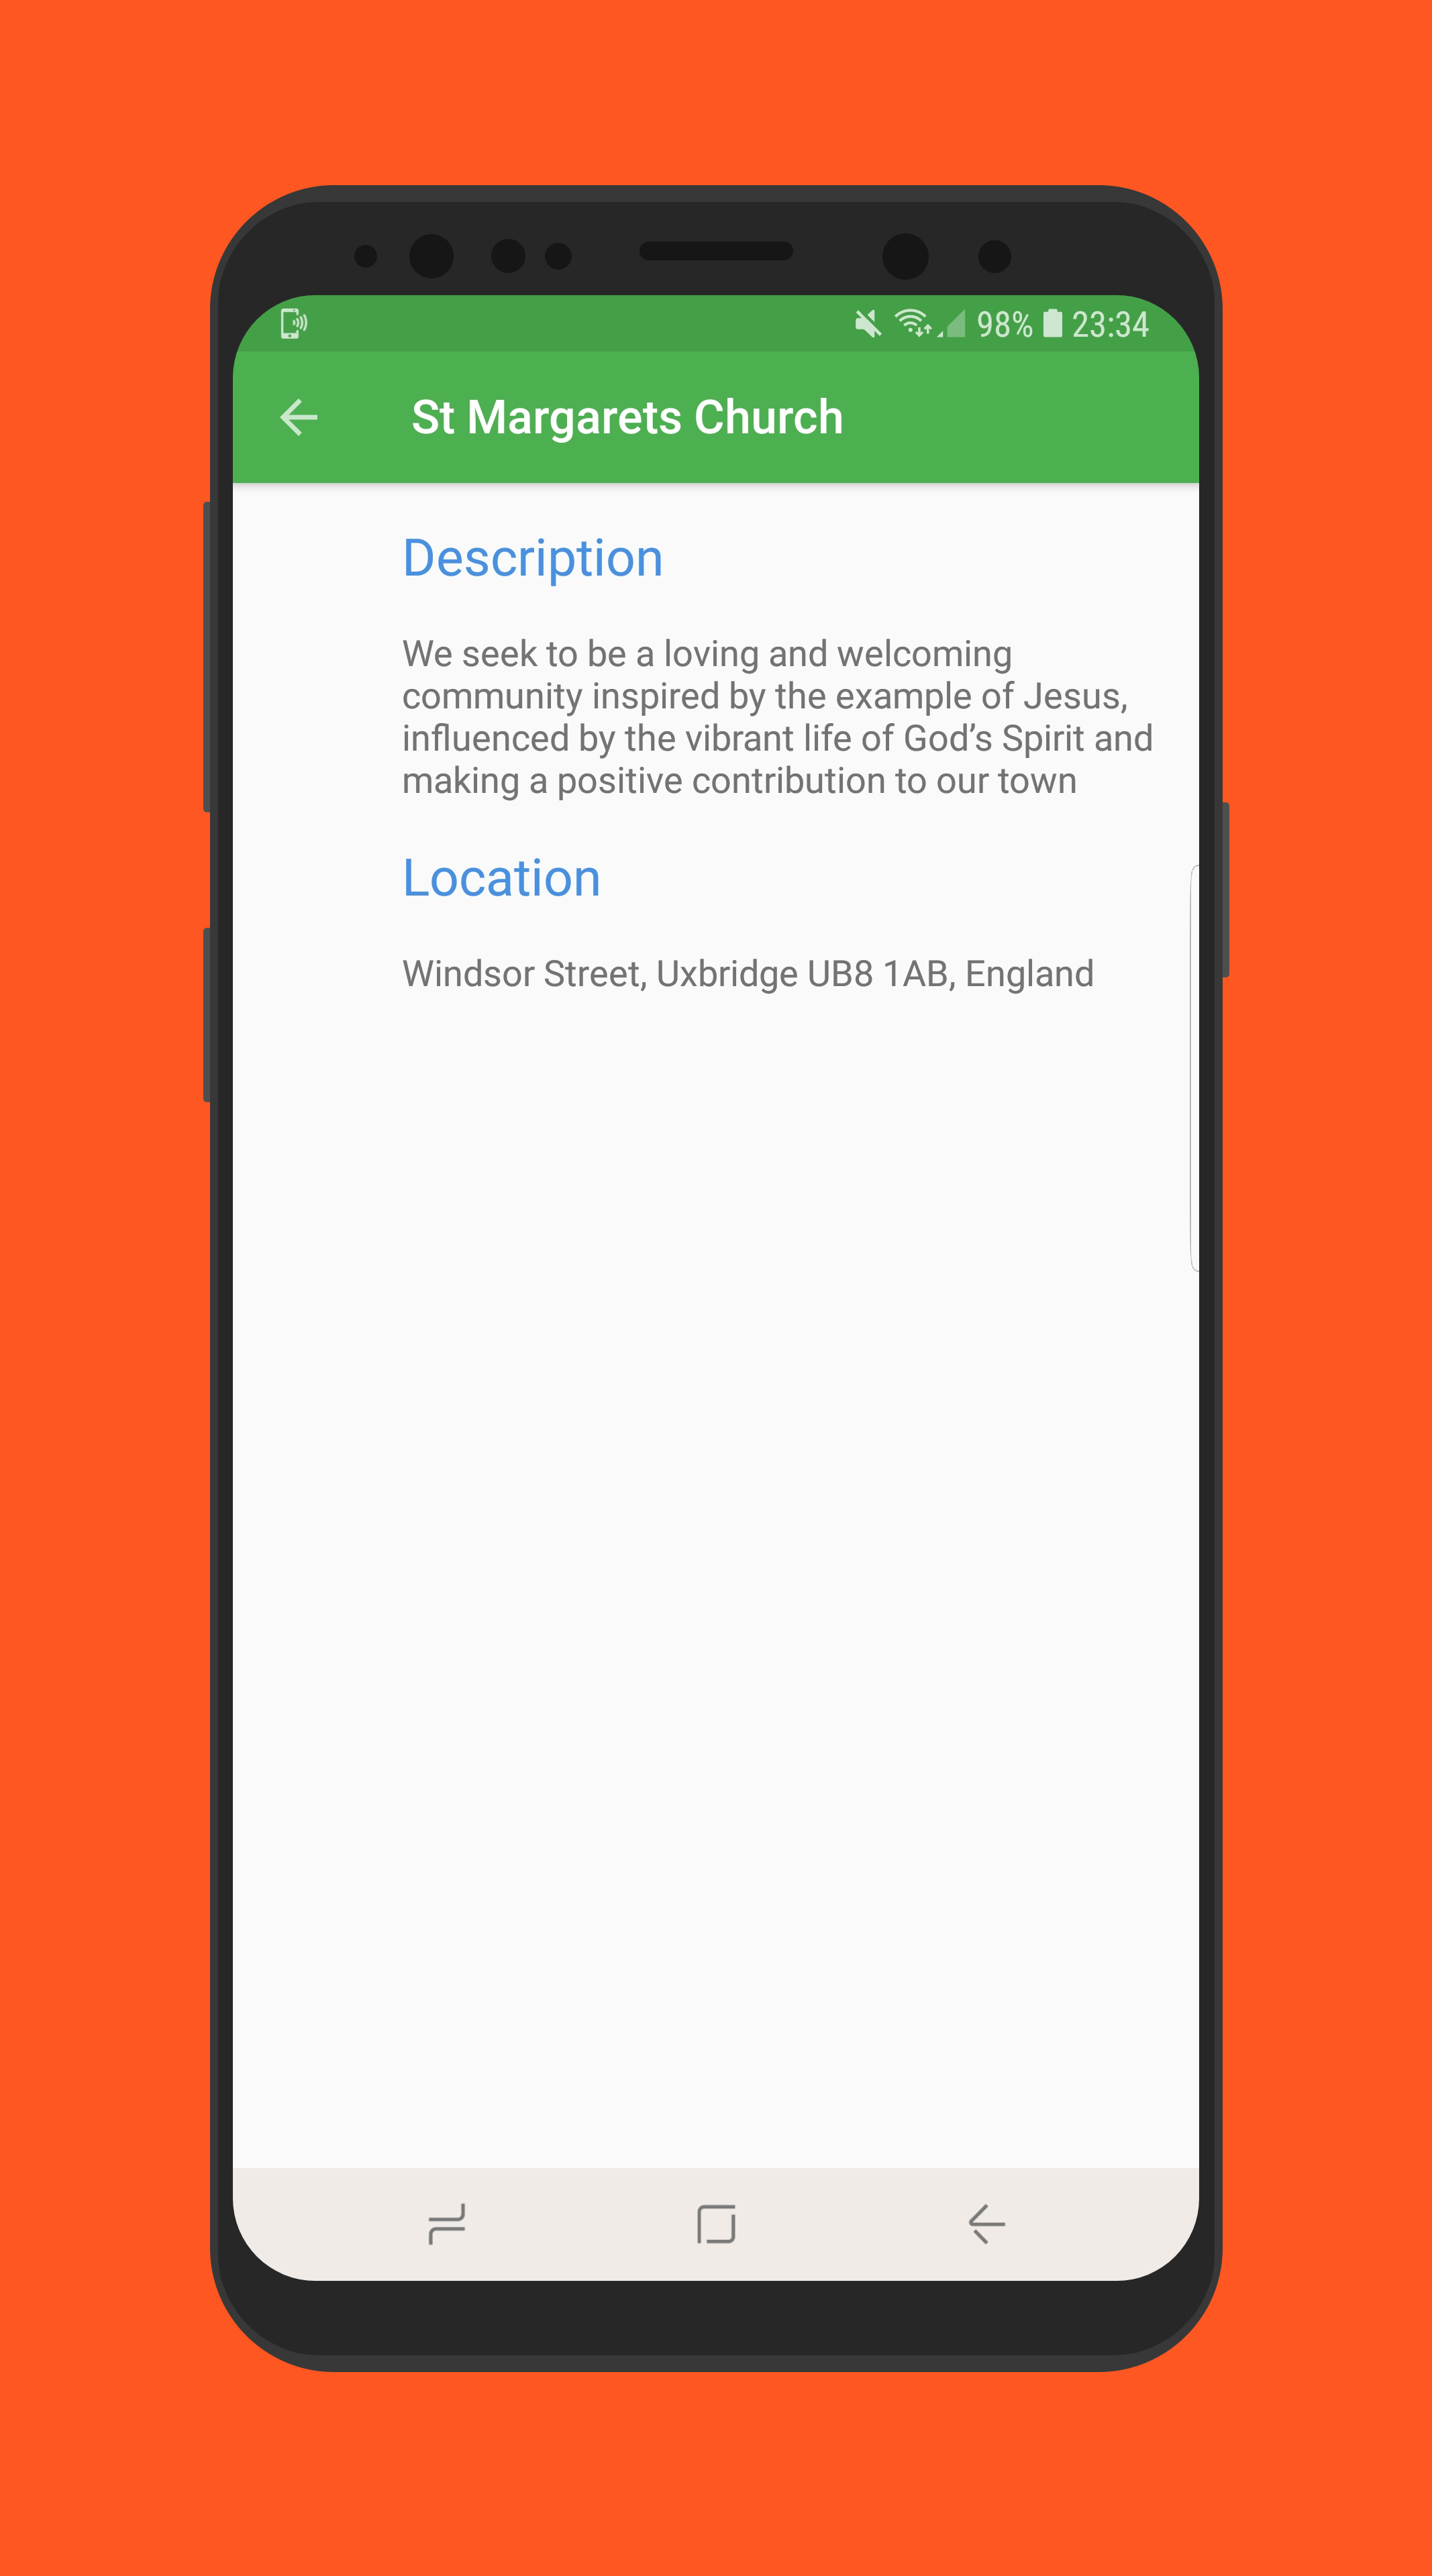 98% 23:34
St Margarets Church
Description
We seek to be a loving and welcoming
community inspired by the example of Jesus,
influenced by the vibrant life of God’s Spirit and
making a positive contribution to our town
Location
Windsor Street, Uxbridge UB8 1AB, England